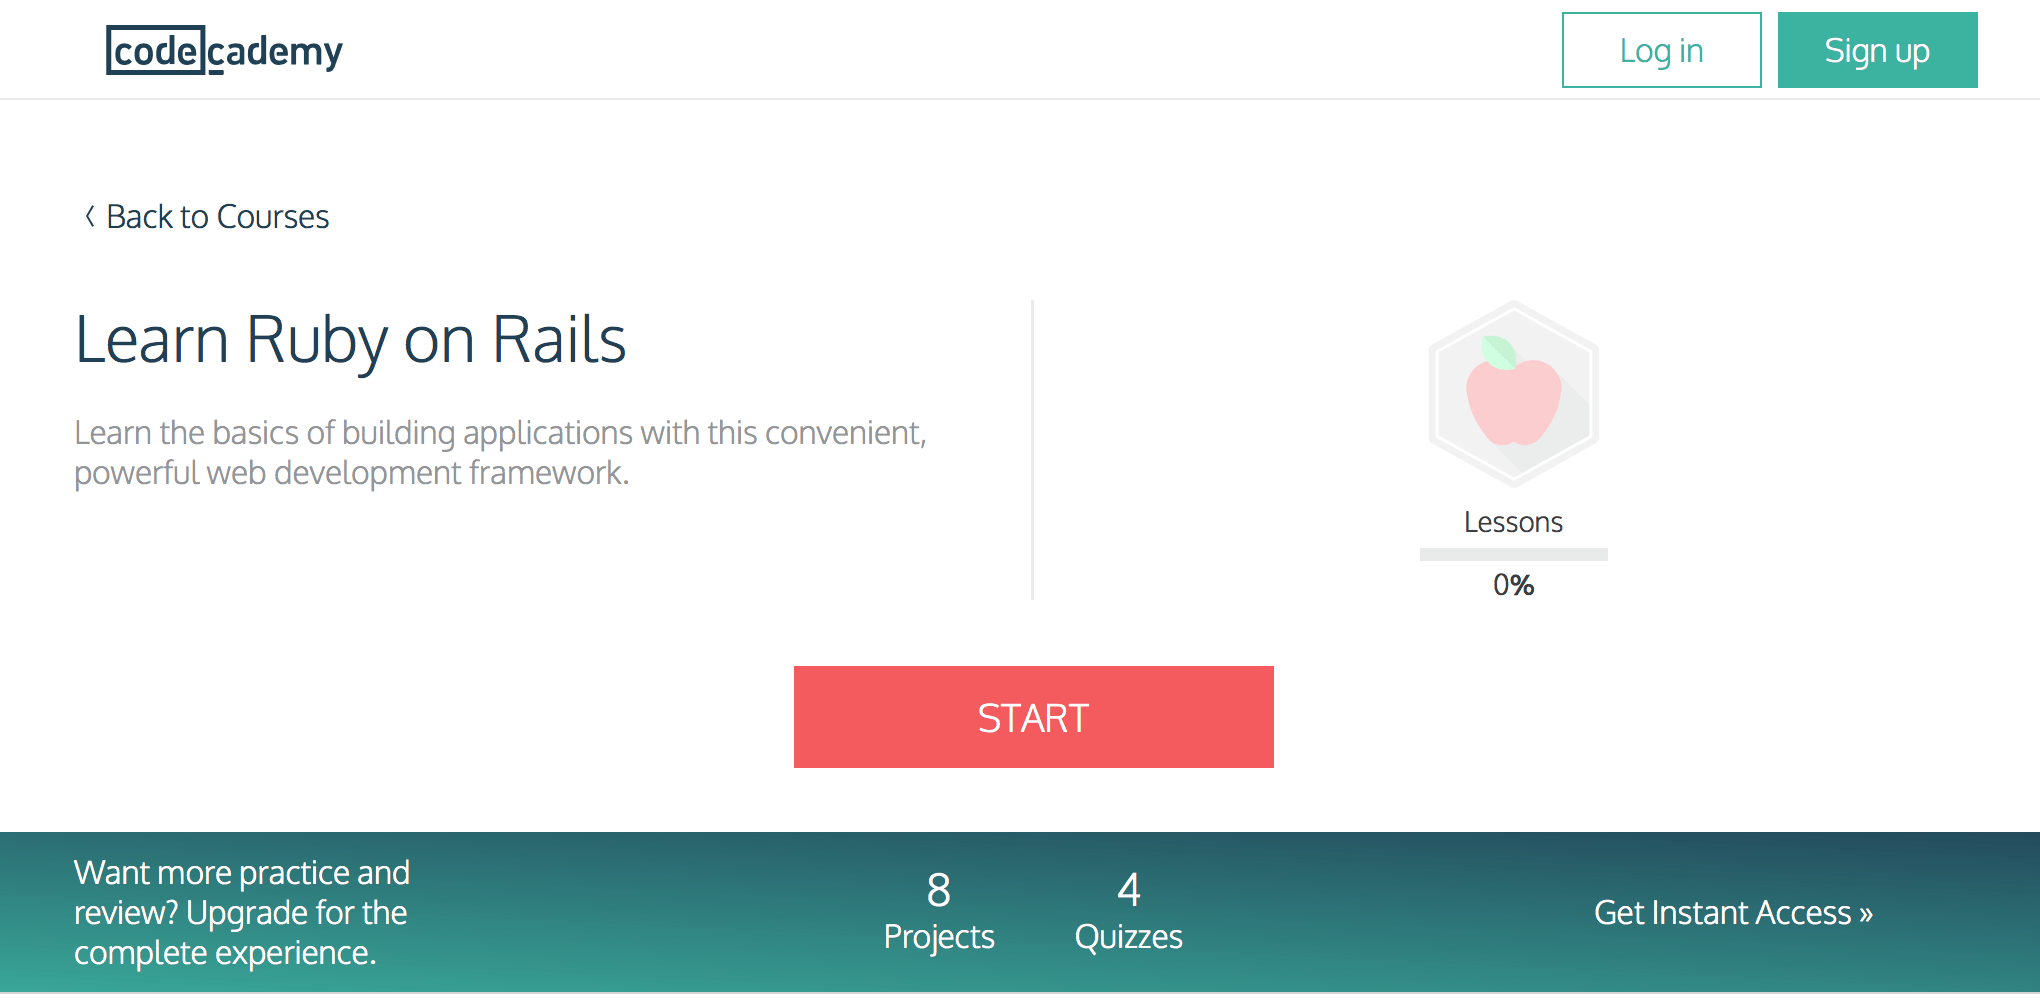 codecademy
Log in
Sign up
Back to Courses
Learn Ruby on Rails
Learn the basics of building applications with this convenient,
powerful web development framework.
Lessons
0%
START
Want more practice and
review? Upgrade for the
complete experience.
8
Projects
4
Quizzes
Get Instant Access »